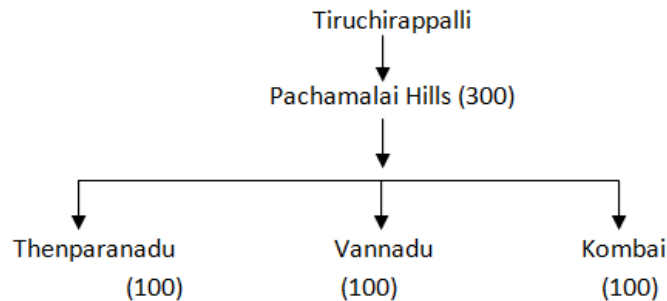 Tiruchirappalli
Pachamalai Hills (300)
Thenparanadu Vannadu Kombai
(100) (100) (100)